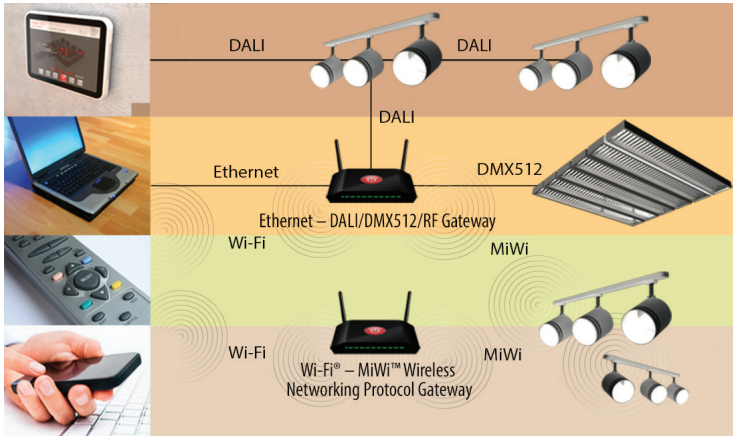 DALI
DALI
DALI
Ethernet
DMX512
Ethernet – DALI/DMX512/RF Gateway
Wi-Fi
MiWi
Wi-Fi
MiWi
Wi-Fi® – MiWi™ Wireless
Networking Protocol Gateway